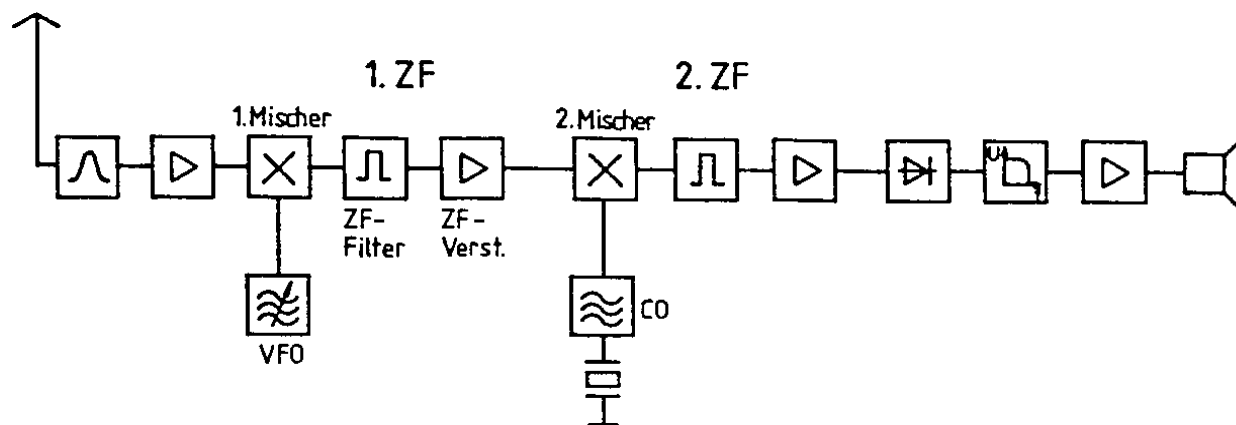 1. ZF
2. ZF
1.Mischer
2.Mischer
ZF-
Filter
ZF-
Verst.
U
VFO
CO